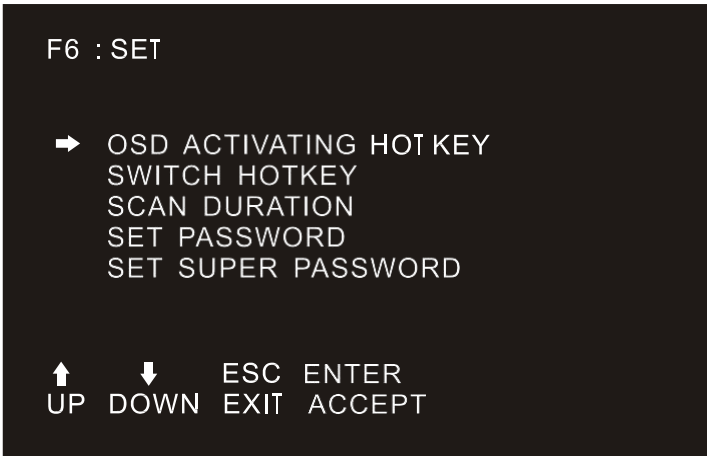 F6 : SET
➡ OSD ACTIVATING HOT KEY
SWITCH HOTKEY
SCAN DURATION
SET PASSWORD
SET SUPER PASSWORD
⬆ ⬇ ESC ENTER
UP DOWN EXIT ACCEPT